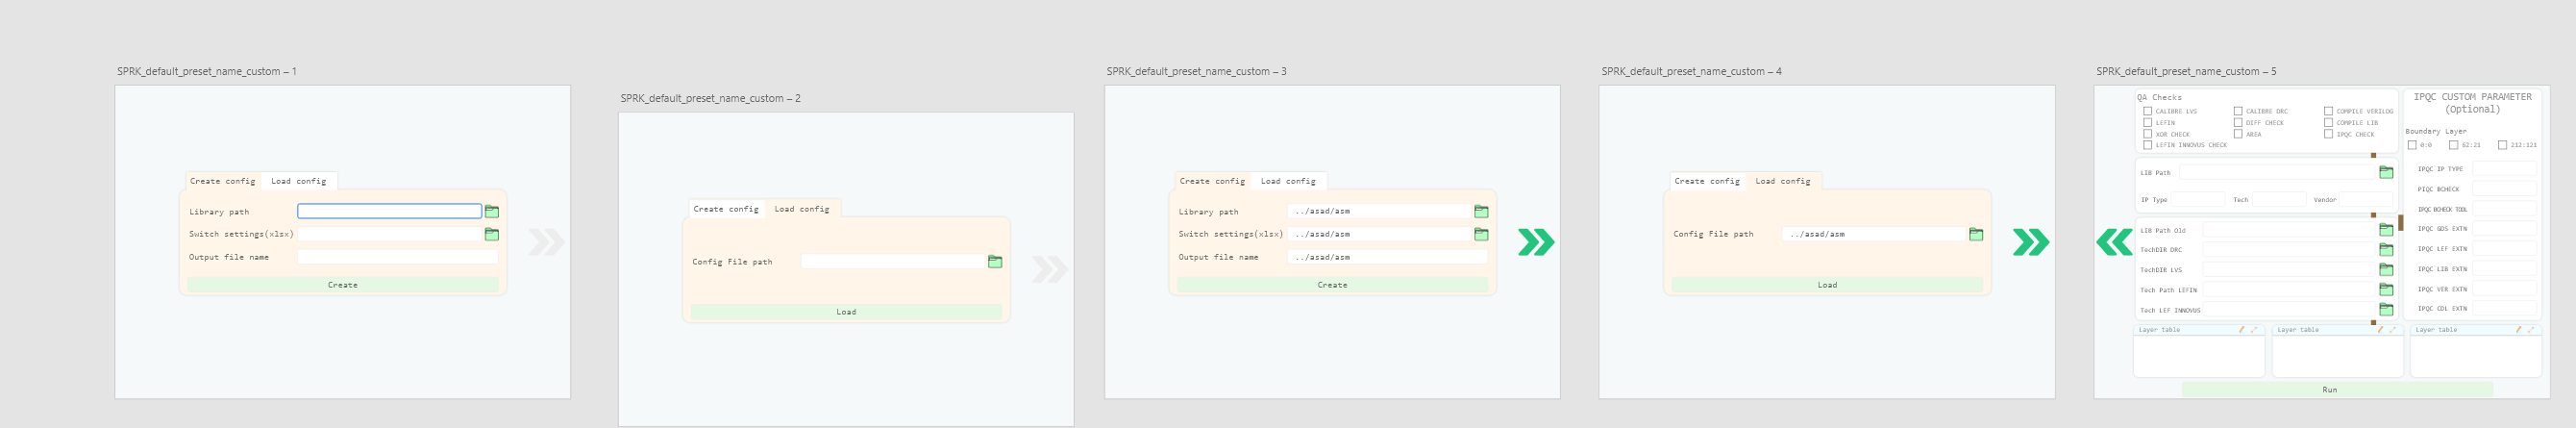 SPRK_default_preset_name_custom – 1
Create config
Load config
Library path
Switch settings(xlsx)
Output file name
Create
SPRK_default_preset_name_custom – 2
Create config
Load config
Config File path
Load
SPRK_default_preset_name_custom – 3
Create config
Load config
Library path
../asad/asm
Switch settings(xlsx)
../asad/asm
Output file name
../asad/asm
Create
SPRK_default_preset_name_custom – 4
Create config
Load config
Config File path
../asad/asm
Load
SPRK_default_preset_name_custom – 5
QA Checks
CALIBRE LVS
CALIBRE DRC
COMPILE VERILOG
LEFIN
DIFF CHECK
COMPILE LIB
XOR CHECK
AREA
IPQC CHECK
LEFIN INNOVUS CHECK
LIB Path
IP Type
Tech
Vendor
LIB Path Old
TechDIR DRC
TechDIR LVS
Tech Path LEFIN
Tech LEF INNOVUS
IPQC CUSTOM PARAMETER
(Optional)
Boundary Layer
0:0
62:21
212:121
IPQC IP TYPE
PIQC BCHECK
IPQC BCHECK TOOL
IPQC GDS EXTN
IPQC LEF EXTN
IPQC LIB EXTN
IPQC VER EXTN
IPQC CDL EXTN
Layer table
Layer table
Layer table
Run